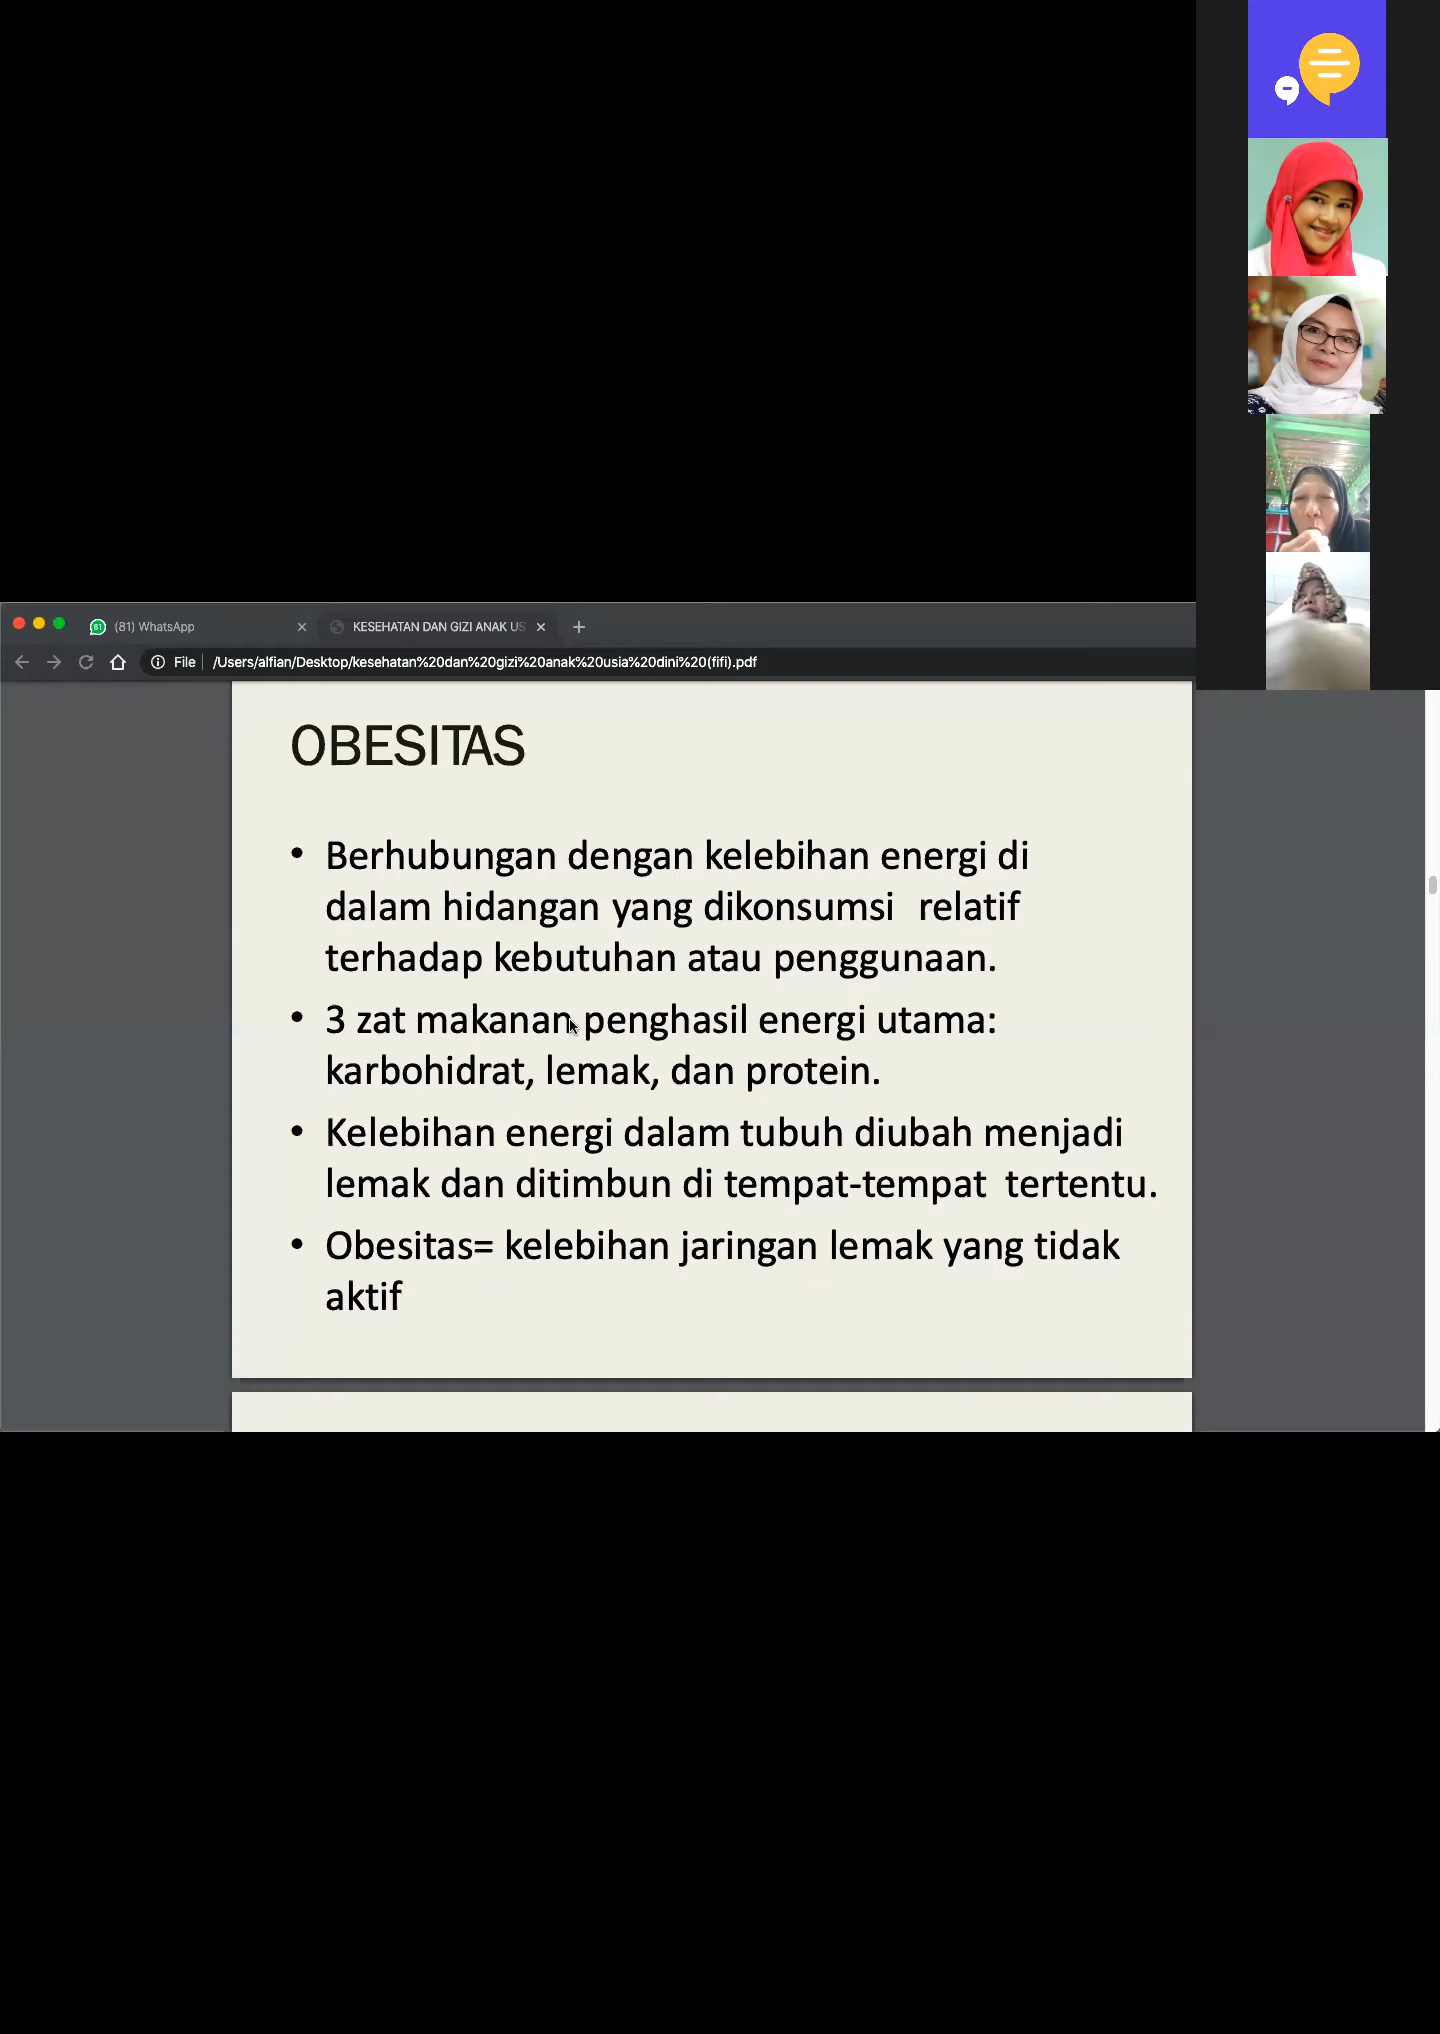 (81) WhatsApp
KESEHATAN DAN GIZI ANAK US
File
/Users/alfian/Desktop/kesehatan%20dan%20gizi%20anak%20usia%20dini%20(fifi).pdf
OBESITAS
• Berhubungan dengan kelebihan energi di
dalam hidangan yang dikonsumsi relatif
terhadap kebutuhan atau penggunaan.
• 3 zat makanan penghasil energi utama:
karbohidrat, lemak, dan protein.
• Kelebihan energi dalam tubuh diubah menjadi
lemak dan ditimbun di tempat-tempat tertentu.
• Obesitas= kelebihan jaringan lemak yang tidak
aktif